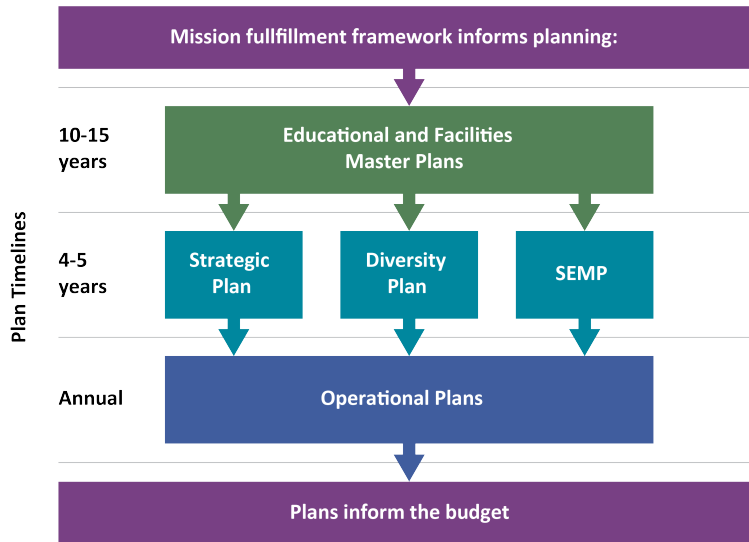 Mission fullfillment framework informs planning:
Plan Timelines
10-15
years
Educational and Facilities
Master Plans
4-5
years
Strategic
Plan
Diversity
Plan
SEMP
Annual
Operational Plans
Plans inform the budget